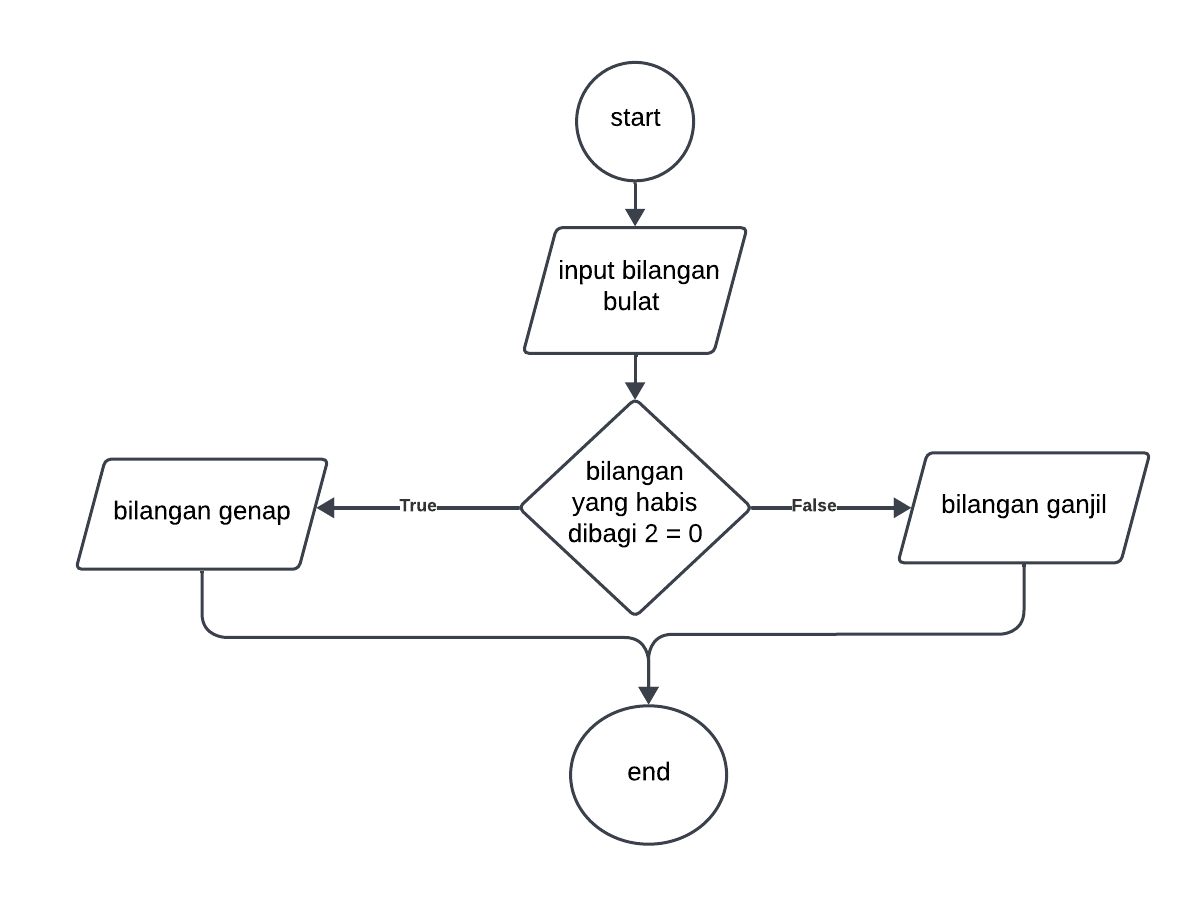 start
input bilangan
bulat
bilangan
yang habis
dibagi 2 = 0
True
False
bilangan genap
bilangan ganjil
end